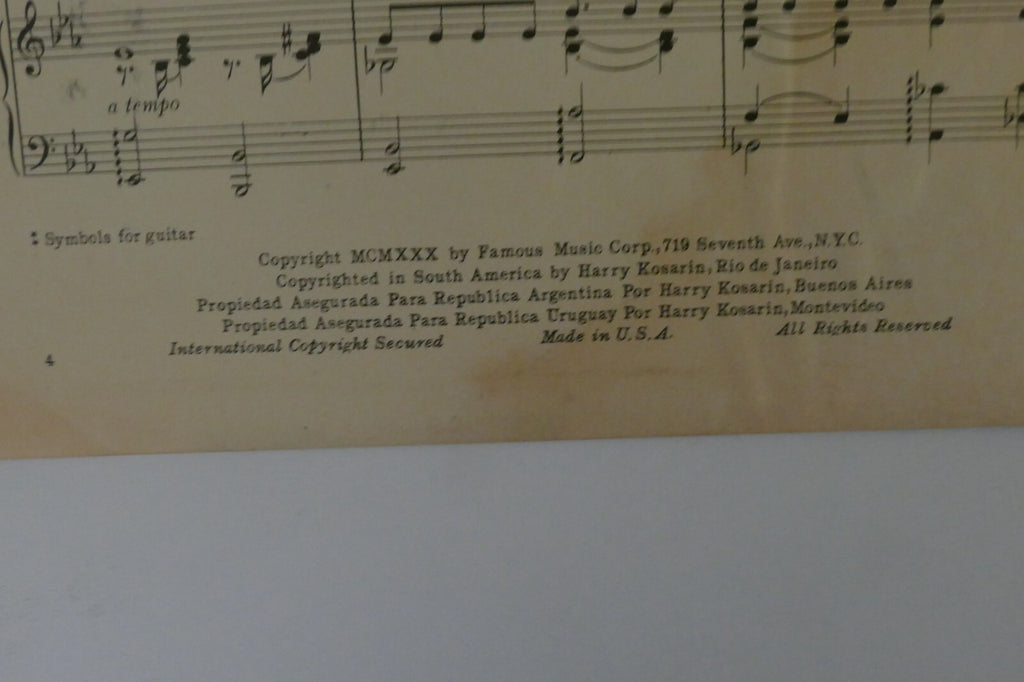 a tempo
Symbols for guitar
Copyright MCMXXX by Famous Music Corp., 719 Seventh Ave., N.Y.C.
Copyrighted in South America by Harry Kosarin, Rio de Janeiro
Propiedad Asegurada Para Republica Argentina Por Harry Kosarin, Buenos Aires
Propiedad Asegurada Para Republica Uruguay Por Harry Kosarin, Montevideo
International Copyright Secured Made in U.S.A. All Rights Reserved
4